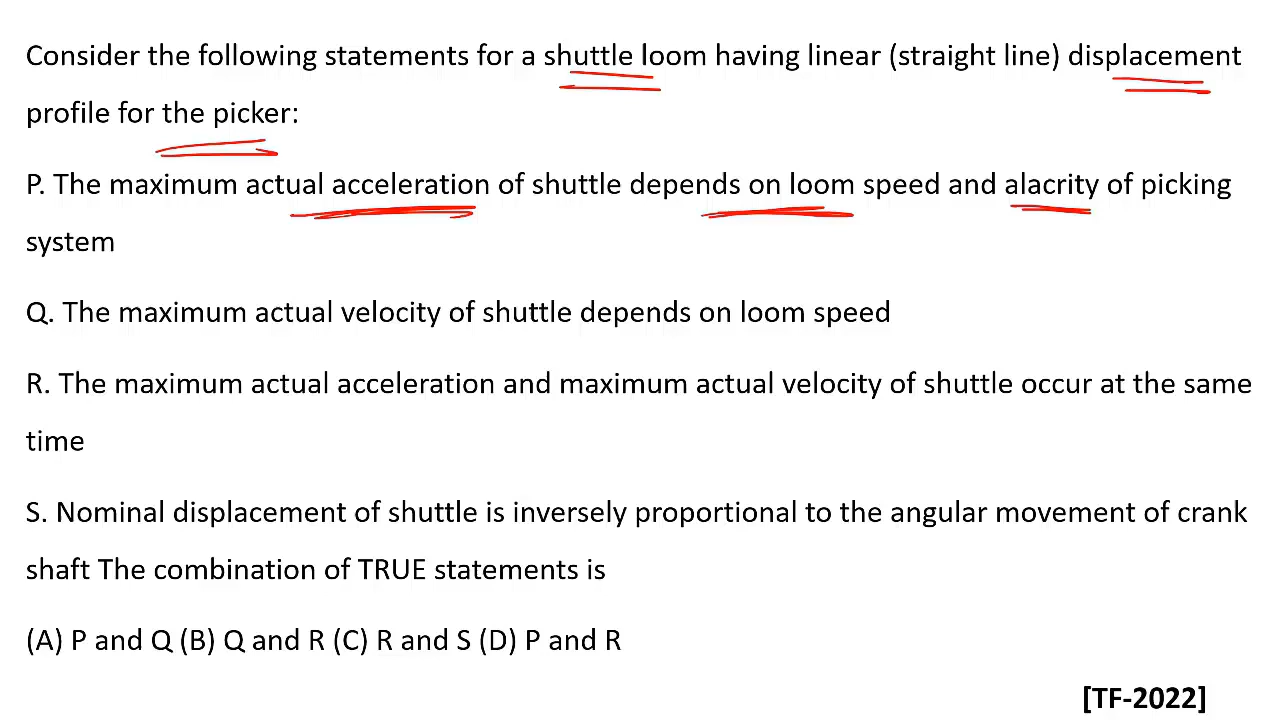 Consider the following statements for a shuttle loom having linear (straight line) displacement
profile for the picker:
P. The maximum actual acceleration of shuttle depends on loom speed and alacrity of picking
system
Q. The maximum actual velocity of shuttle depends on loom speed
R. The maximum actual acceleration and maximum actual velocity of shuttle occur at the same
time
S. Nominal displacement of shuttle is inversely proportional to the angular movement of crank
shaft The combination of TRUE statements is
(A) P and Q (B) Q and R (C) R and S (D) P and R
[TF-2022]